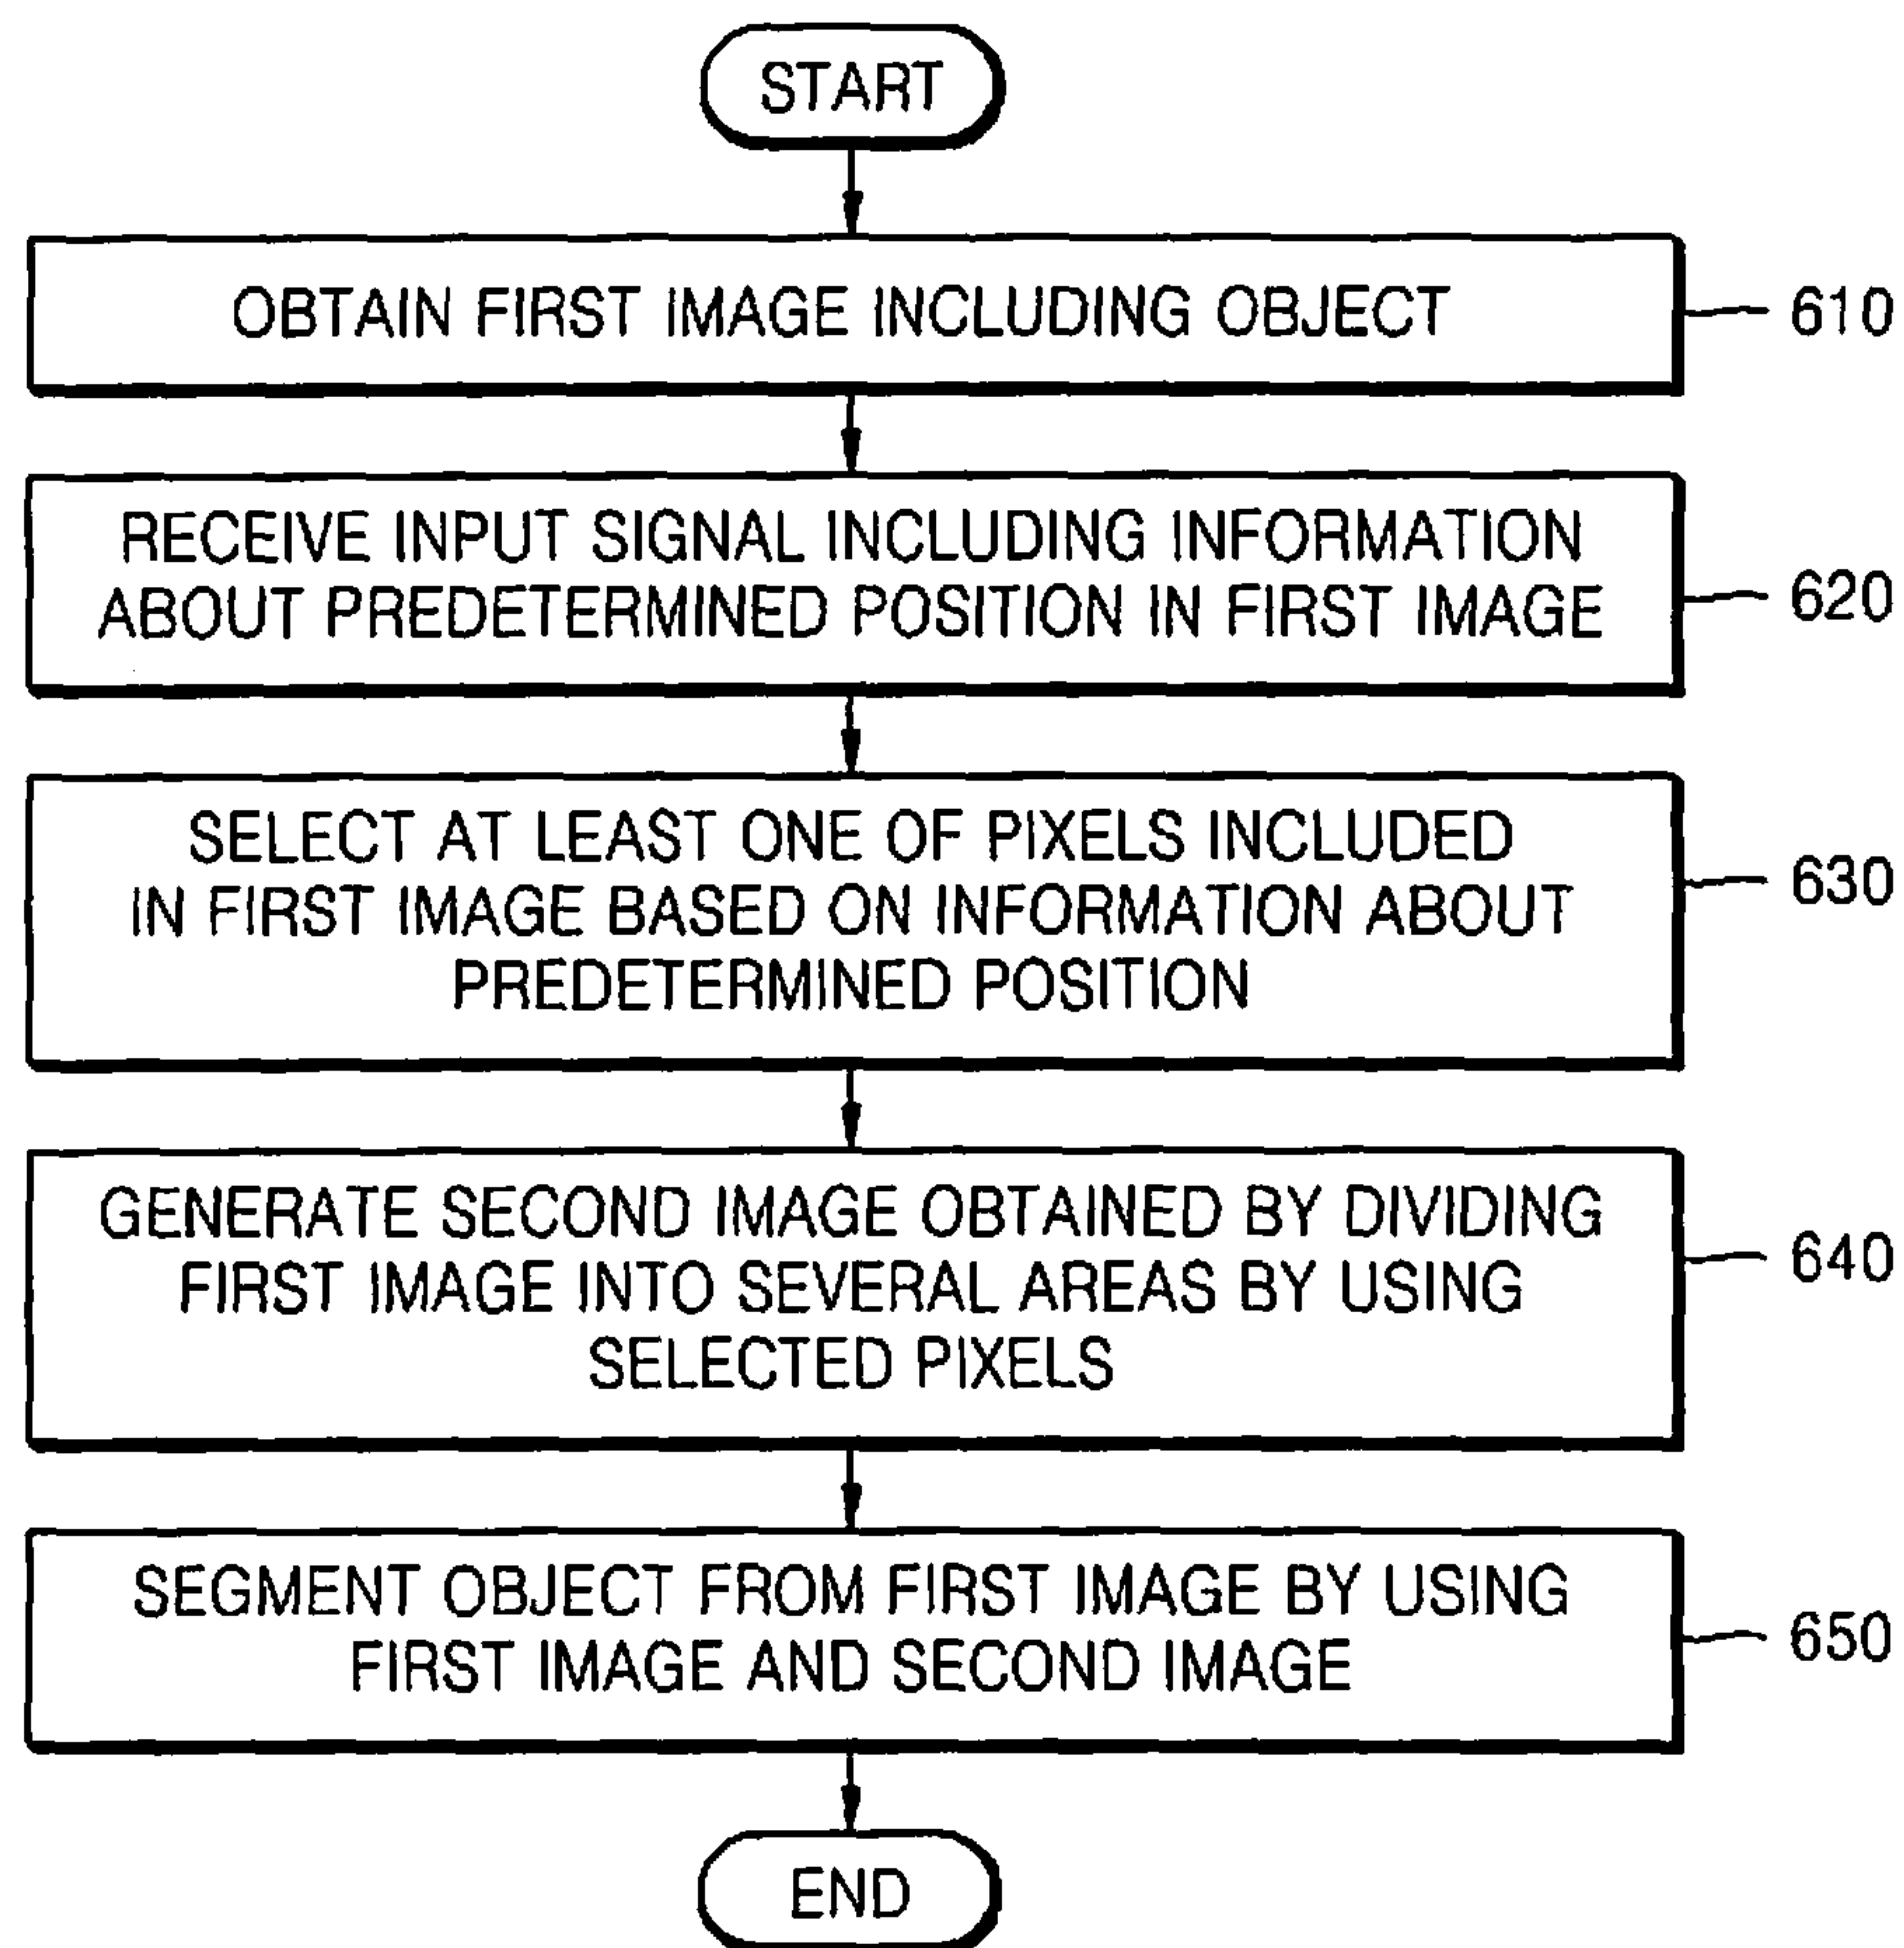 START
OBTAIN FIRST IMAGE INCLUDING OBJECT
610
RECEIVE INPUT SIGNAL INCLUDING INFORMATION
ABOUT PREDETERMINED POSITION IN FIRST IMAGE
620
SELECT AT LEAST ONE OF PIXELS INCLUDED
IN FIRST IMAGE BASED ON INFORMATION ABOUT
PREDETERMINED POSITION
630
GENERATE SECOND IMAGE OBTAINED BY DIVIDING
FIRST IMAGE INTO SEVERAL AREAS BY USING
SELECTED PIXELS
640
SEGMENT OBJECT FROM FIRST IMAGE BY USING
FIRST IMAGE AND SECOND IMAGE
650
END